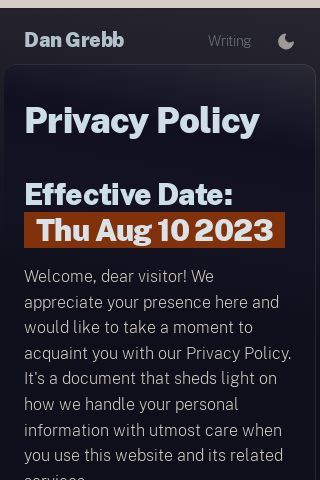 Dan Grebb
Writing
Privacy Policy
Effective Date:
Thu Aug 10 2023
Welcome, dear visitor! We
appreciate your presence here and
would like to take a moment to
acquaint you with our Privacy Policy.
It's a document that sheds light on
how we handle your personal
information with utmost care when
you use this website and its related
services.